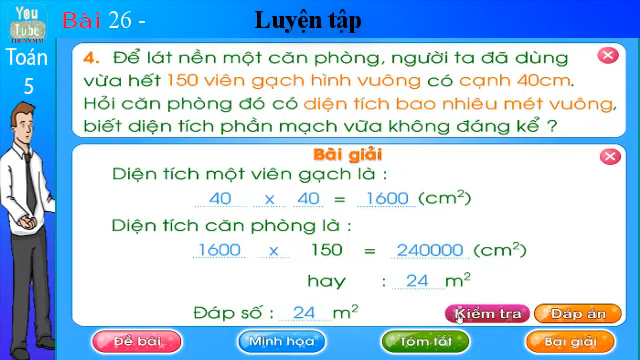 You
Tube
Bài 26 -
Luyện tập
Toán
5
4. Để lát nền một căn phòng, người ta đã dùng
vừa hết 150 viên gạch hình vuông có cạnh 40cm.
Hỏi căn phòng đó có diện tích bao nhiêu mét vuông,
biết diện tích phần mạch vữa không đáng kể ?
Bài giải
Diện tích một viên gạch là :
40 x 40 = 1600 (cm²)
Diện tích căn phòng là :
1600 x 150 = 240000 (cm²)
hay : 24 m²
Đáp số : 24 m²
Kiểm tra
Đáp án
Đề bài
Minh họa
Tóm tắt
Bài giải